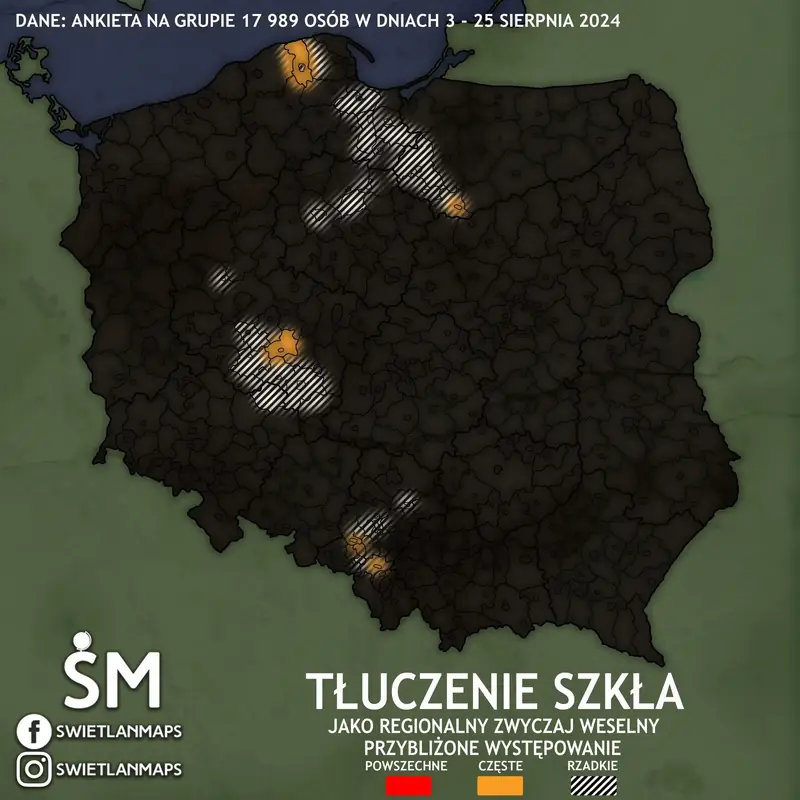 DANE: ANKIETA NA GRUPIE 17 989 OSÓB W DNIACH 3 - 25 SIERPNIA 2024
ŚM
SWIETLANMAPS
SWIETLANMAPS
TŁUCZENIE SZKŁA
JAKO REGIONALNY ZWYCZAJ WESELNY
PRZYBLIŻONE WYSTĘPOWANIE
POWSZECHNE CZĘSTE RZADKIE